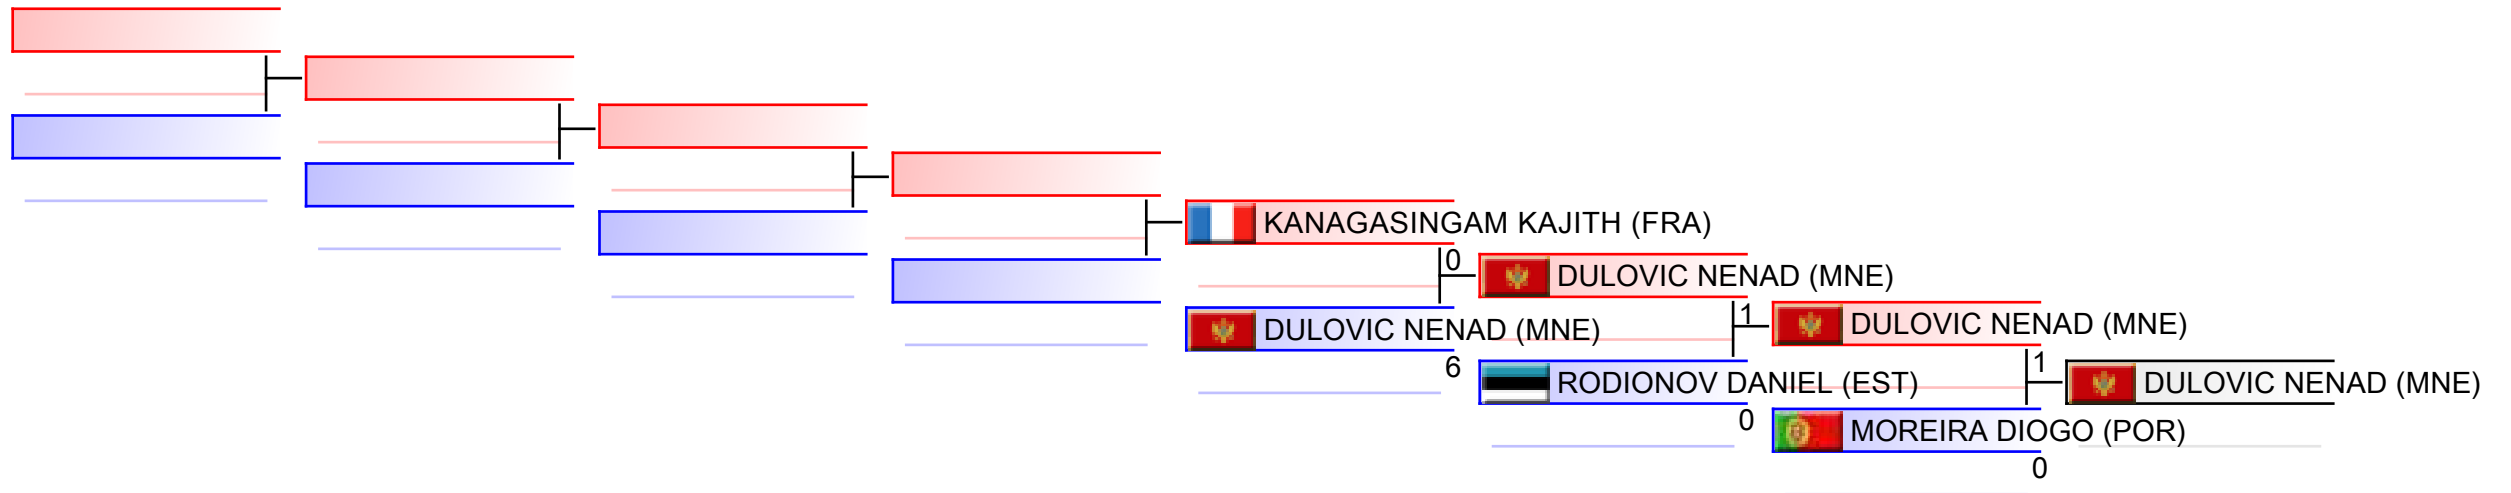 KANAGASINGAM KAJITH (FRA)
0
DULOVIC NENAD (MNE)
DULOVIC NENAD (MNE)
6
1
RODIONOV DANIEL (EST)
0
DULOVIC NENAD (MNE)
1
MOREIRA DIOGO (POR)
0
DULOVIC NENAD (MNE)